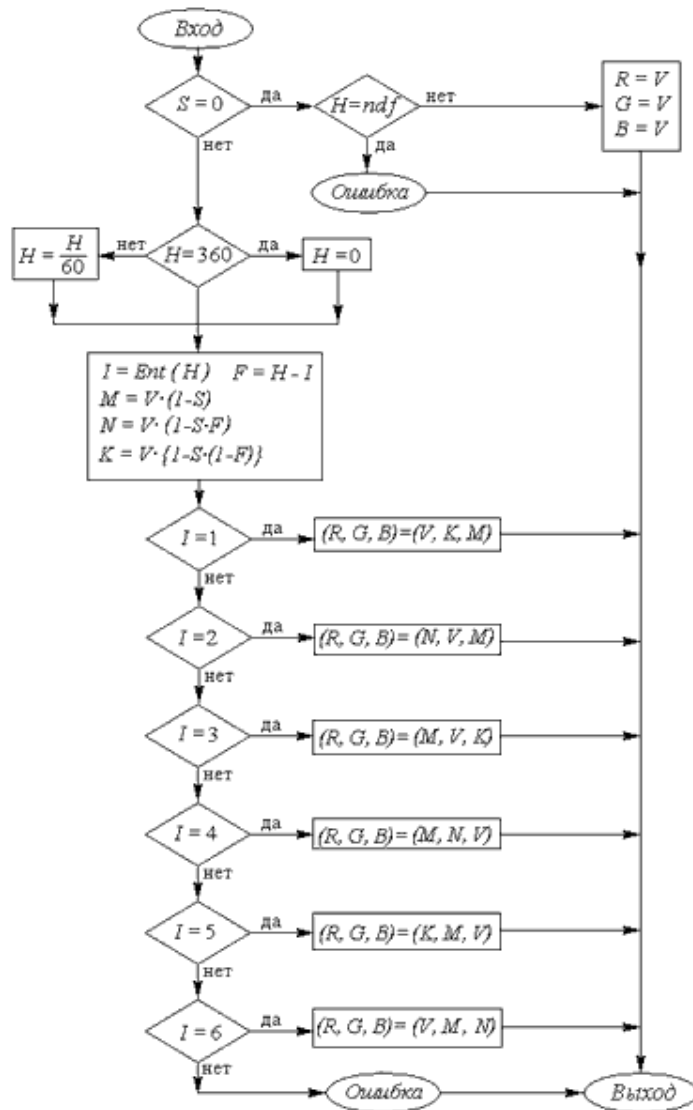 Вход
S = 0
да
H=ndf
нет
R = V
G = V
B = V
нет
да
Ошибка
H = H/60
нет
H=360
да
H=0
I = Ent (H) F = H - I
M = V·(1-S)
N = V·(1-S·F)
K = V·{1-S·(1-F)}
I =1
да
(R, G, B)=(V, K, M)
нет
I=2
да
(R, G, B)= (N, V, M)
нет
I = 3
да
(R, G, B)= (M, V, K)
нет
I = 4
да
(R, G, B)= (M, N, V)
нет
I = 5
да
(R, G, B)= (K, M, V)
нет
I = 6
да
(R, G, B)= (V, M, N)
нет
Ошибка
Выход